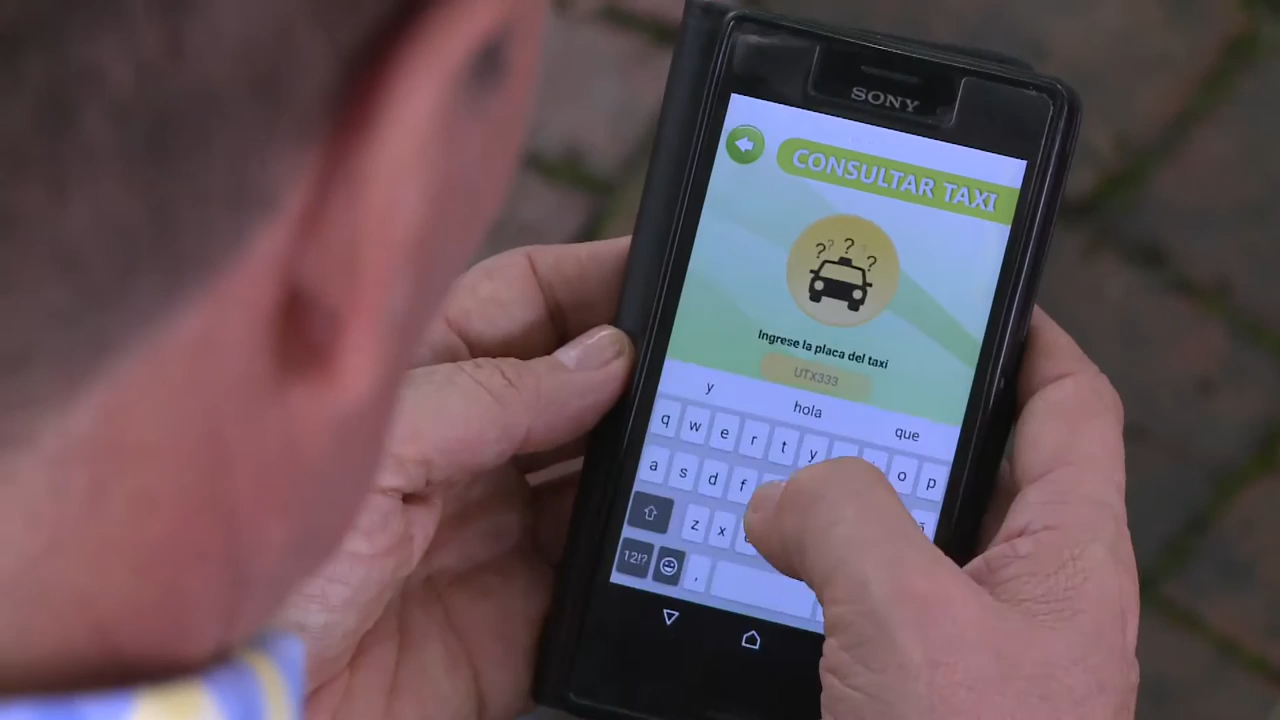 SONY
CONSULTAR TAXI
? ? ? ?
Ingrese la placa del taxi
UTX333
y hola que
q w e r t y o p
a s d f
z x
12!? ,